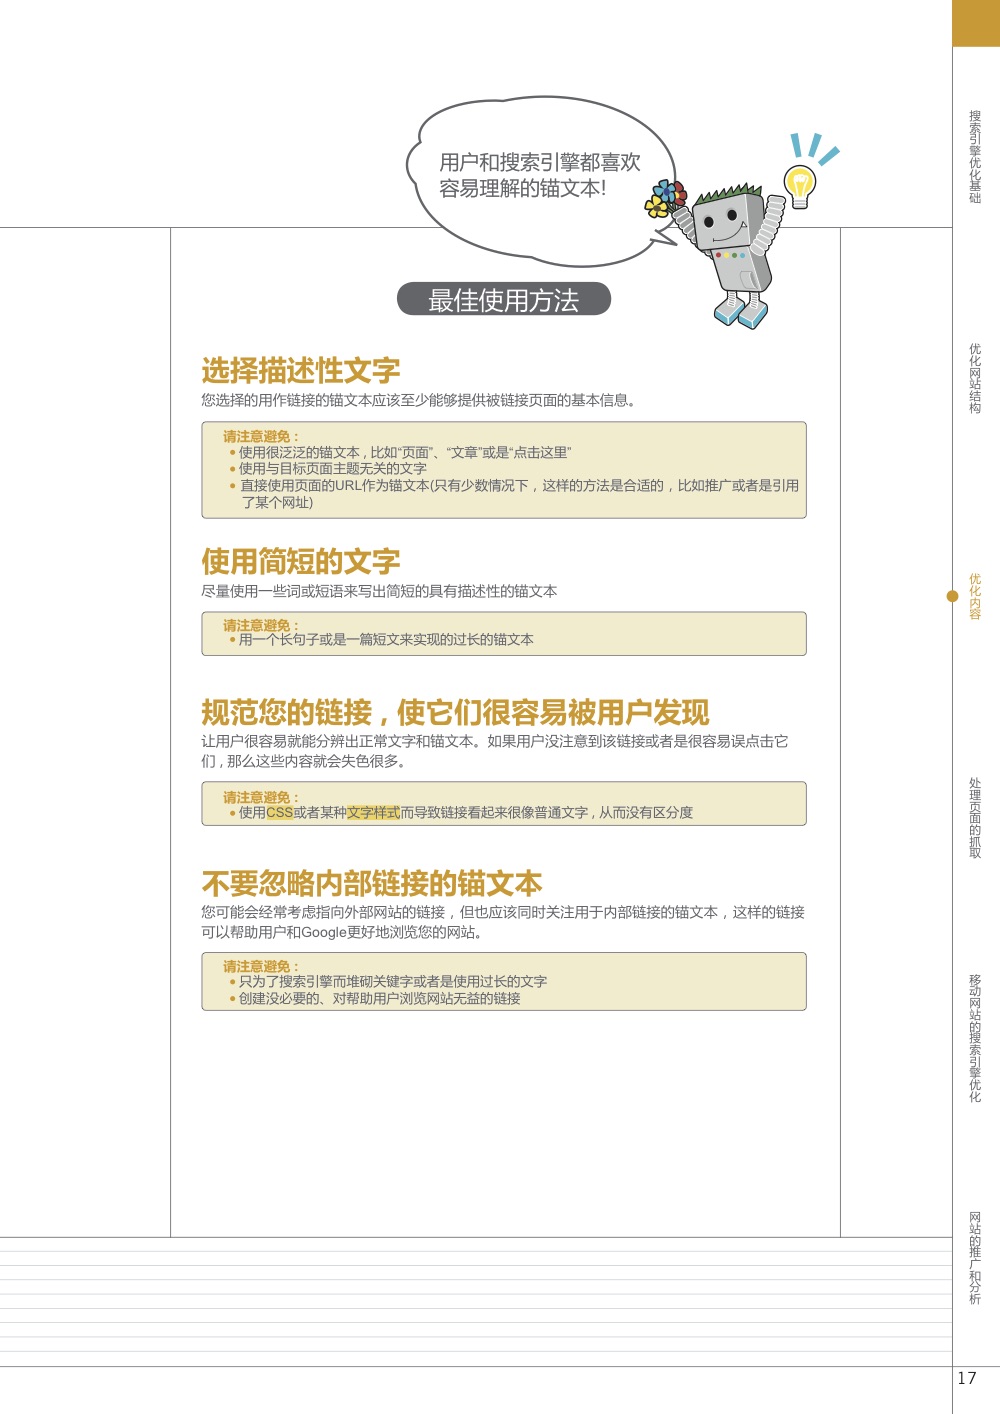 用户和搜索引擎都喜欢
容易理解的锚文本!
最佳使用方法
选择描述性文字
您选择的用作链接的锚文本应该至少能够提供被链接页面的基本信息。
请注意避免：
• 使用很泛泛的锚文本，比如“页面”、“文章”或是“点击这里”
• 使用与目标页面主题无关的文字
• 直接使用页面的URL作为锚文本(只有少数情况下，这样的方法是合适的，比如推广或者是引用
了某个网址)
使用简短的文字
尽量使用一些词或短语来写出简短的具有描述性的锚文本
请注意避免：
• 用一个长句子或是一篇短文来实现的过长的锚文本
规范您的链接，使它们很容易被用户发现
让用户很容易就能分辨出正常文字和锚文本。如果用户没注意到该链接或者是很容易误点击它
们，那么这些内容就会失色很多。
请注意避免：
• 使用CSS或者某种文字样式而导致链接看起来很像普通文字，从而没有区分度
不要忽略内部链接的锚文本
您可能会经常考虑指向外部网站的链接，但也应该同时关注用于内部链接的锚文本，这样的链接
可以帮助用户和Google更好地浏览您的网站。
请注意避免：
• 只为了搜索引擎而堆砌关键字或者是使用过长的文字
• 创建没必要的、对帮助用户浏览网站无益的链接
搜索引擎优化基础
优化网站结构
优化内容
处理页面的抓取
移动网站的搜索引擎优化
网站的推广和分析
17